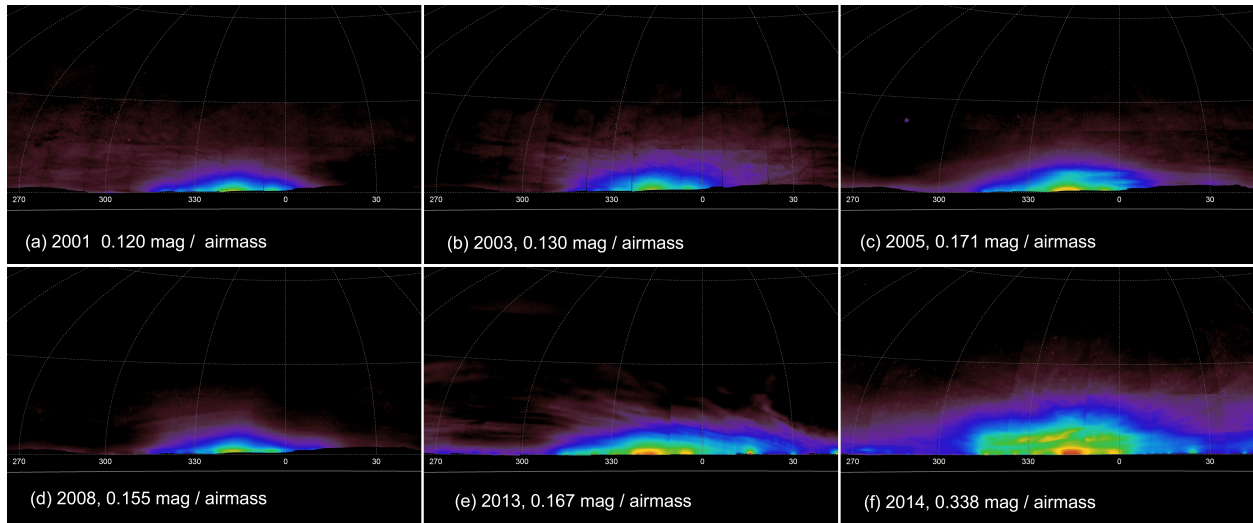 270 300 330 0 30
(a) 2001 0.120 mag / airmass
270 300 330 0 30
(b) 2003, 0.130 mag / airmass
270 300 330 0 30
(c) 2005, 0.171 mag / airmass
270 300 330 0 30
(d) 2008, 0.155 mag / airmass
270 300 330 0 30
(e) 2013, 0.167 mag / airmass
270 300 330 0 30
(f) 2014, 0.338 mag / airmass